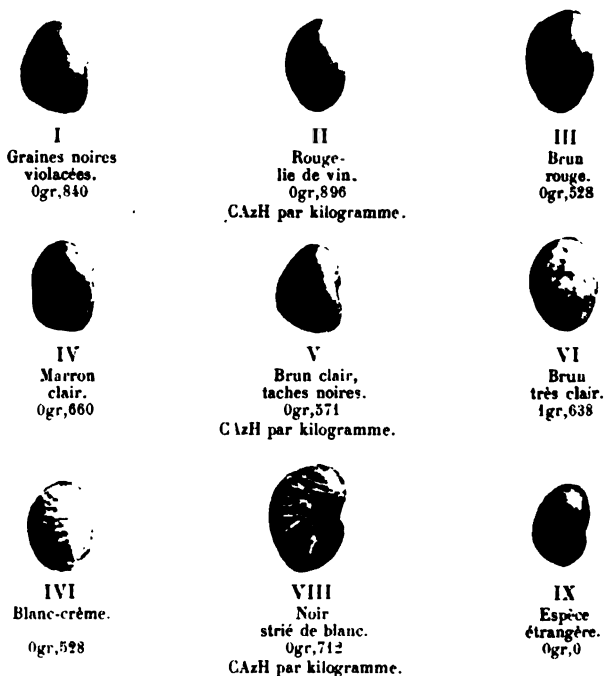 I
Graines noires
violacées.
0gr,840
II
Rouge-
lie de vin.
0gr,896
CAzH par kilogramme.
III
Brun
rouge.
0gr,528
IV
Marron
clair.
0gr,660
V
Brun clair,
taches noires.
0gr,571
CAzH par kilogramme.
VI
Brun
très clair.
1gr,638
IVI
Blanc-crème.
0gr,528
VIII
Noir
strié de blanc.
0gr,712
CAzH par kilogramme.
IX
Espèce
étrangère.
0gr,0